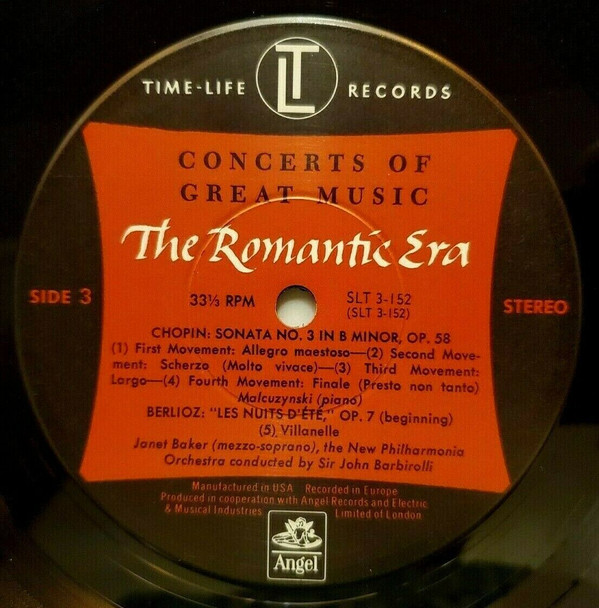 TIME-LIFE TL RECORDS
CONCERTS OF
GREAT MUSIC
The Romantic Era
SIDE 3
33⅓ RPM
SLT 3-152
(SLT 3-152)
STEREO
CHOPIN: SONATA NO. 3 IN B MINOR, OP. 58
(1) First Movement: Allegro maestoso—(2) Second Move-
ment: Scherzo (Molto vivace)—(3) Third Movement:
Largo—(4) Fourth Movement: Finale (Presto non tanto)
Malcuzynski (piano)
BERLIOZ: "LES NUITS D'ÉTÉ," OP. 7 (beginning)
(5) Villanelle
Janet Baker (mezzo-soprano), the New Philharmonia
Orchestra conducted by Sir John Barbirolli
Manufactured in USA Recorded in Europe
Produced in cooperation with Angel Records and Electric
& Musical Industries Limited of London
Angel